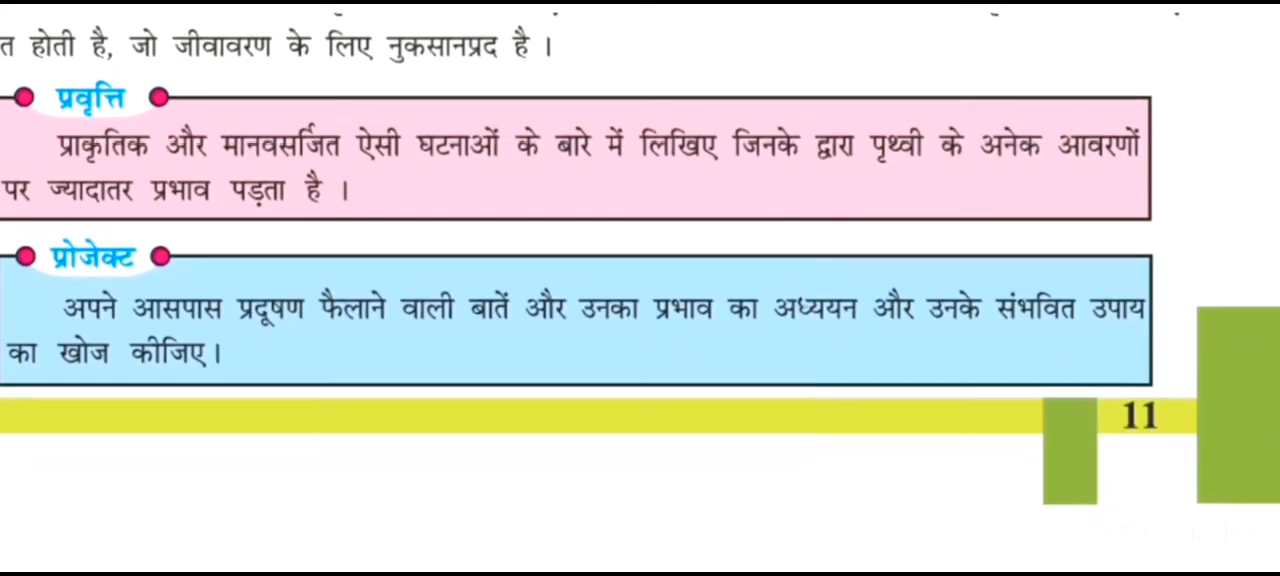 त होती है, जो जीवावरण के लिए नुकसानप्रद है ।
प्रवृत्ति
प्राकृतिक और मानवसर्जित ऐसी घटनाओं के बारे में लिखिए जिनके द्वारा पृथ्वी के अनेक आवरणों
पर ज्यादातर प्रभाव पड़ता है ।
प्रोजेक्ट
अपने आसपास प्रदूषण फैलाने वाली बातें और उनका प्रभाव का अध्ययन और उनके संभवित उपाय
का खोज कीजिए।
11